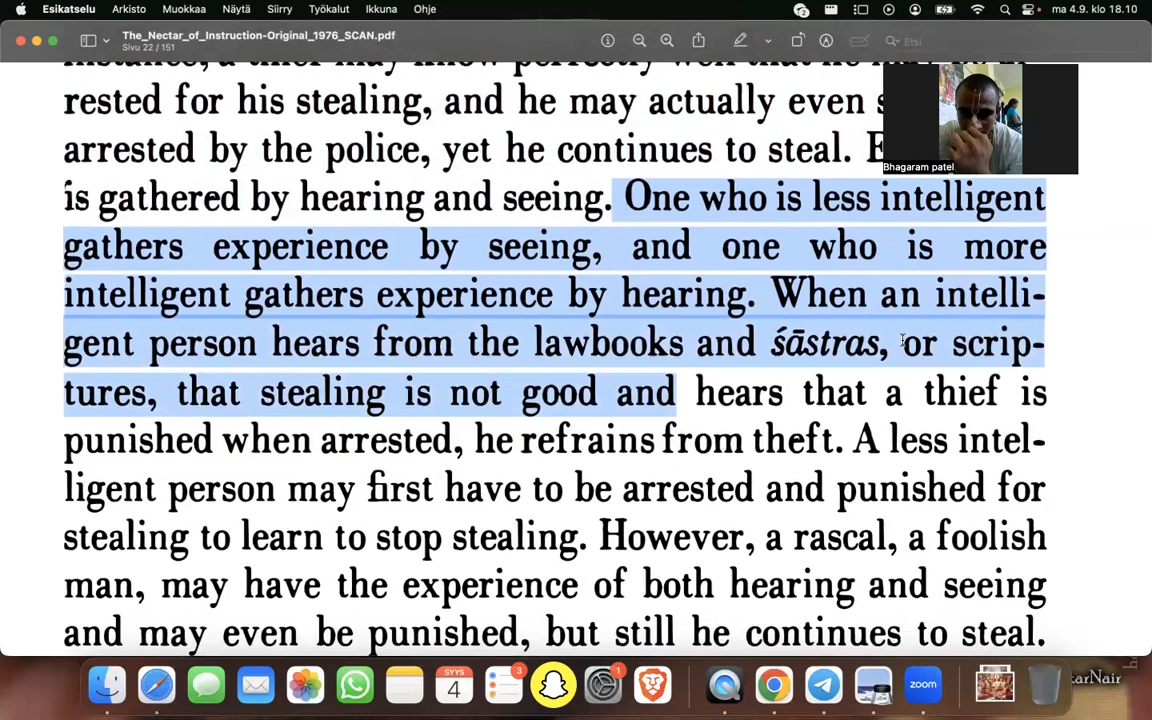 Esikatselu Arkisto Muokkaa Näytä Siirry Työkalut Ikkuna Ohje 2 ma 4.9. klo 18.10
The_Nectar_of_Instruction-Original_1976_SCAN.pdf
Sivu 22 / 151
Etsi
rested for his stealing, and he may actually even
arrested by the police, yet he continues to steal.
is gathered by hearing and seeing. One who is less intelligent
Bhagaram patel
gathers experience by seeing, and one who is more
intelligent gathers experience by hearing. When an intelli-
gent person hears from the lawbooks and śāstras, or scrip-
tures, that stealing is not good and hears that a thief is
punished when arrested, he refrains from theft. A less intel-
ligent person may first have to be arrested and punished for
stealing to learn to stop stealing. However, a rascal, a foolish
man, may have the experience of both hearing and seeing
and may even be punished, but still he continues to steal.
SYYS
4
3
1
zoom